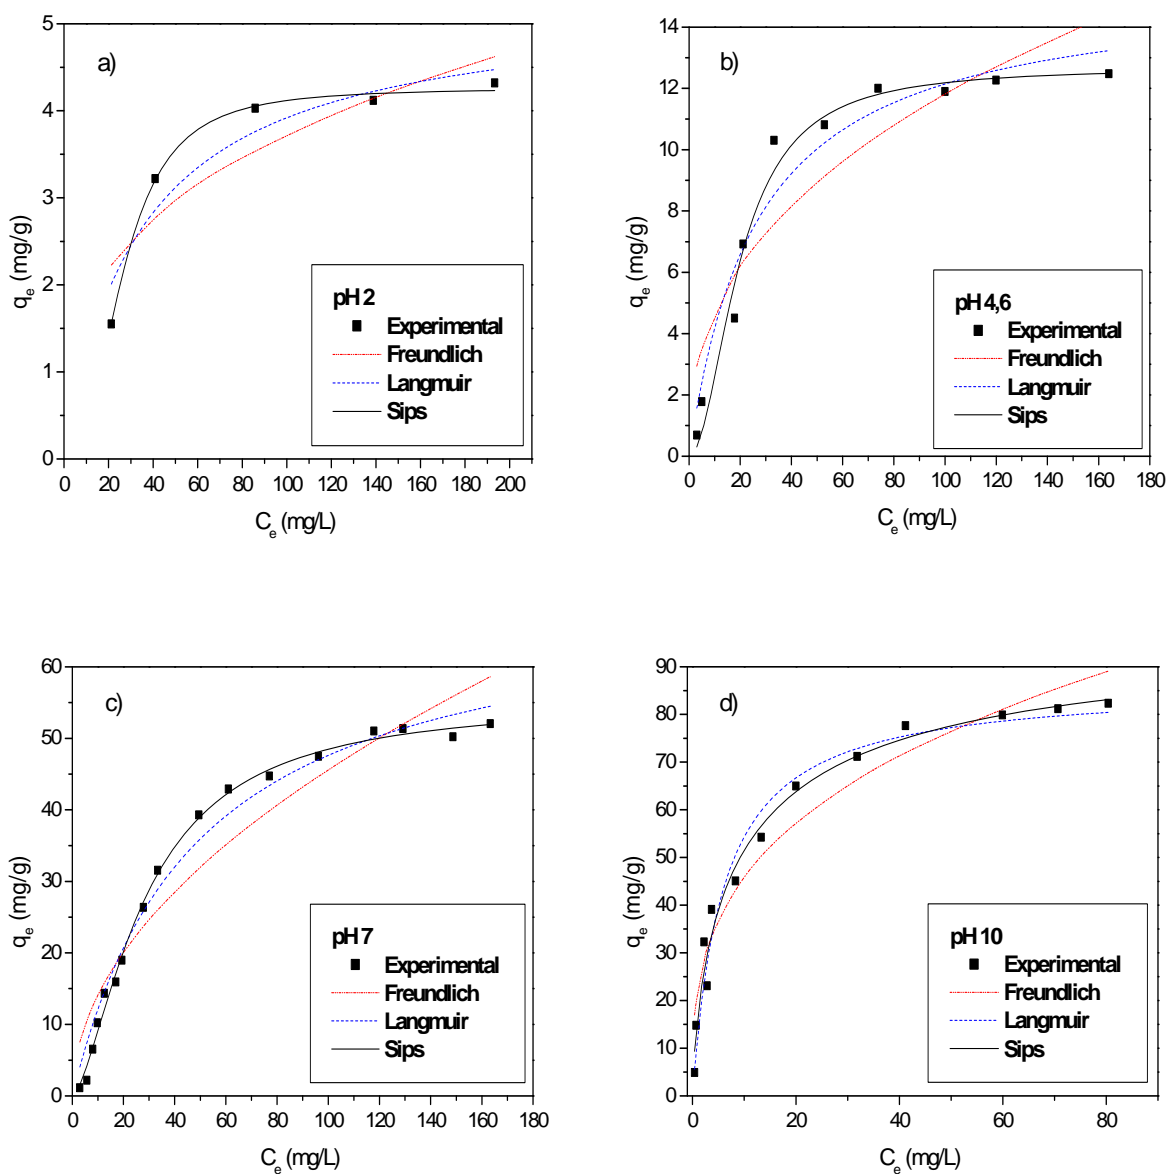 a)
5
4
3
2
1
0
q_e (mg/g)
pH 2
Experimental
Freundlich
Langmuir
Sips
0 20 40 60 80 100 120 140 160 180 200
C_e (mg/L)
b)
14
12
10
8
6
4
2
0
q_e (mg/g)
pH 4,6
Experimental
Freundlich
Langmuir
Sips
0 20 40 60 80 100 120 140 160 180
C_e (mg/L)
c)
60
50
40
30
20
10
0
q_e (mg/g)
pH 7
Experimental
Freundlich
Langmuir
Sips
0 20 40 60 80 100 120 140 160 180
C_e (mg/L)
d)
90
80
70
60
50
40
30
20
10
0
q_e (mg/g)
pH 10
Experimental
Freundlich
Langmuir
Sips
0 20 40 60 80
C_e (mg/L)